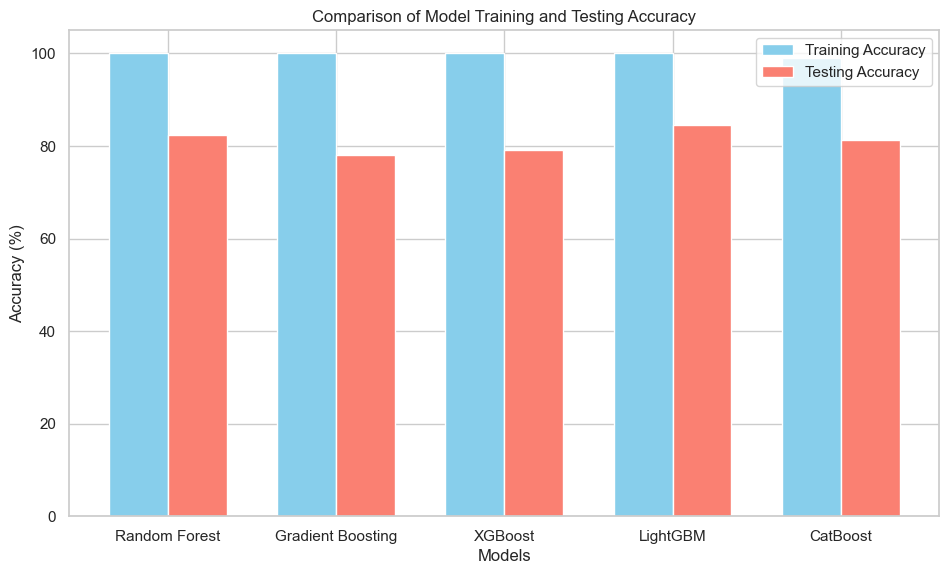 Comparison of Model Training and Testing Accuracy
Training Accuracy
Testing Accuracy
Accuracy (%)
100
80
60
40
20
0
Random Forest
Gradient Boosting
XGBoost
LightGBM
CatBoost
Models